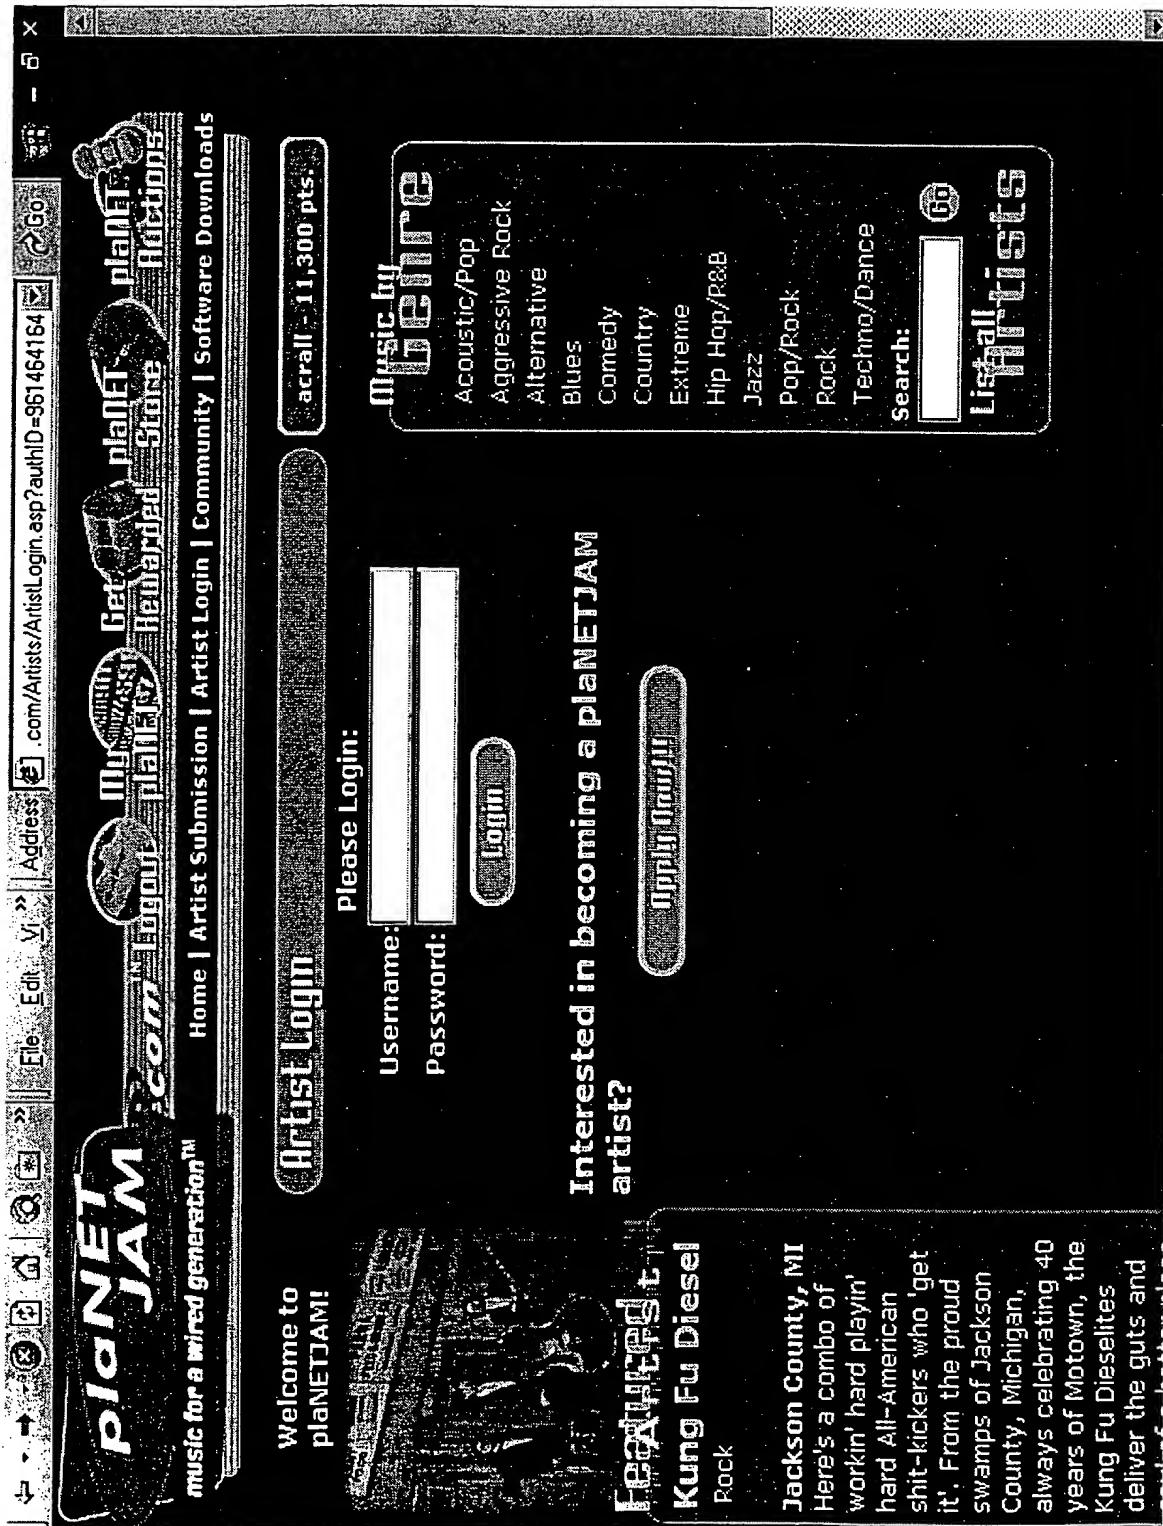 File Edit Vi » Address .com/Artists/ArtistLogin.asp?authID=961464164 Go
plaNET
JAM
.com™
Logout
My plaNET
Get Rewarded
plaNET Store
plaNET Auctions
music for a wired generation™
Home | Artist Submission | Artist Login | Community | Software Downloads
Welcome to
plaNETJAM!
Featured
Artist
Kung Fu Diesel
Rock
Jackson County, MI
Here's a combo of
workin' hard playin'
hard All-American
shit-kickers who 'get
it'. From the proud
swamps of Jackson
County, Michigan,
always celebrating 40
years of Motown, the
Kung Fu Dieselites
deliver the guts and
Artist Login
Please Login:
Username:
Password:
Login
Interested in becoming a plaNETJAM
artist?
Apply Now!!!
acrall - 11,300 pts.
Music by
Genre
Acoustic/Pop
Aggressive Rock
Alternative
Blues
Comedy
Country
Extreme
Hip Hop/R&B
Jazz
Pop/Rock
Rock
Techno/Dance
Search:
Go
List all
Artists